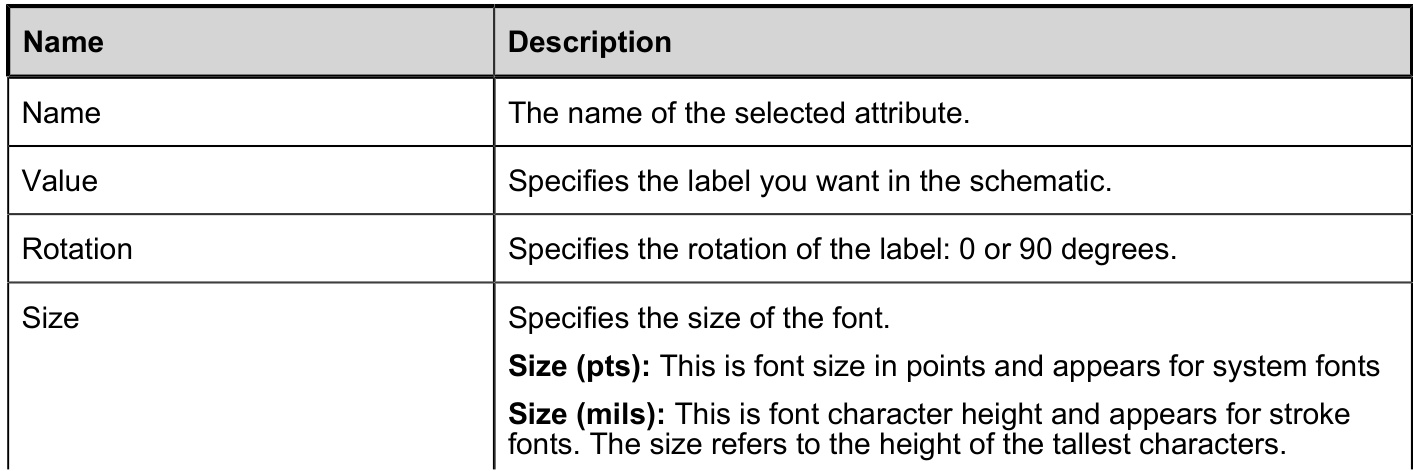 Name Description
Name The name of the selected attribute.
Value Specifies the label you want in the schematic.
Rotation Specifies the rotation of the label: 0 or 90 degrees.
Size Specifies the size of the font.
Size (pts): This is font size in points and appears for system fonts
Size (mils): This is font character height and appears for stroke
fonts. The size refers to the height of the tallest characters.